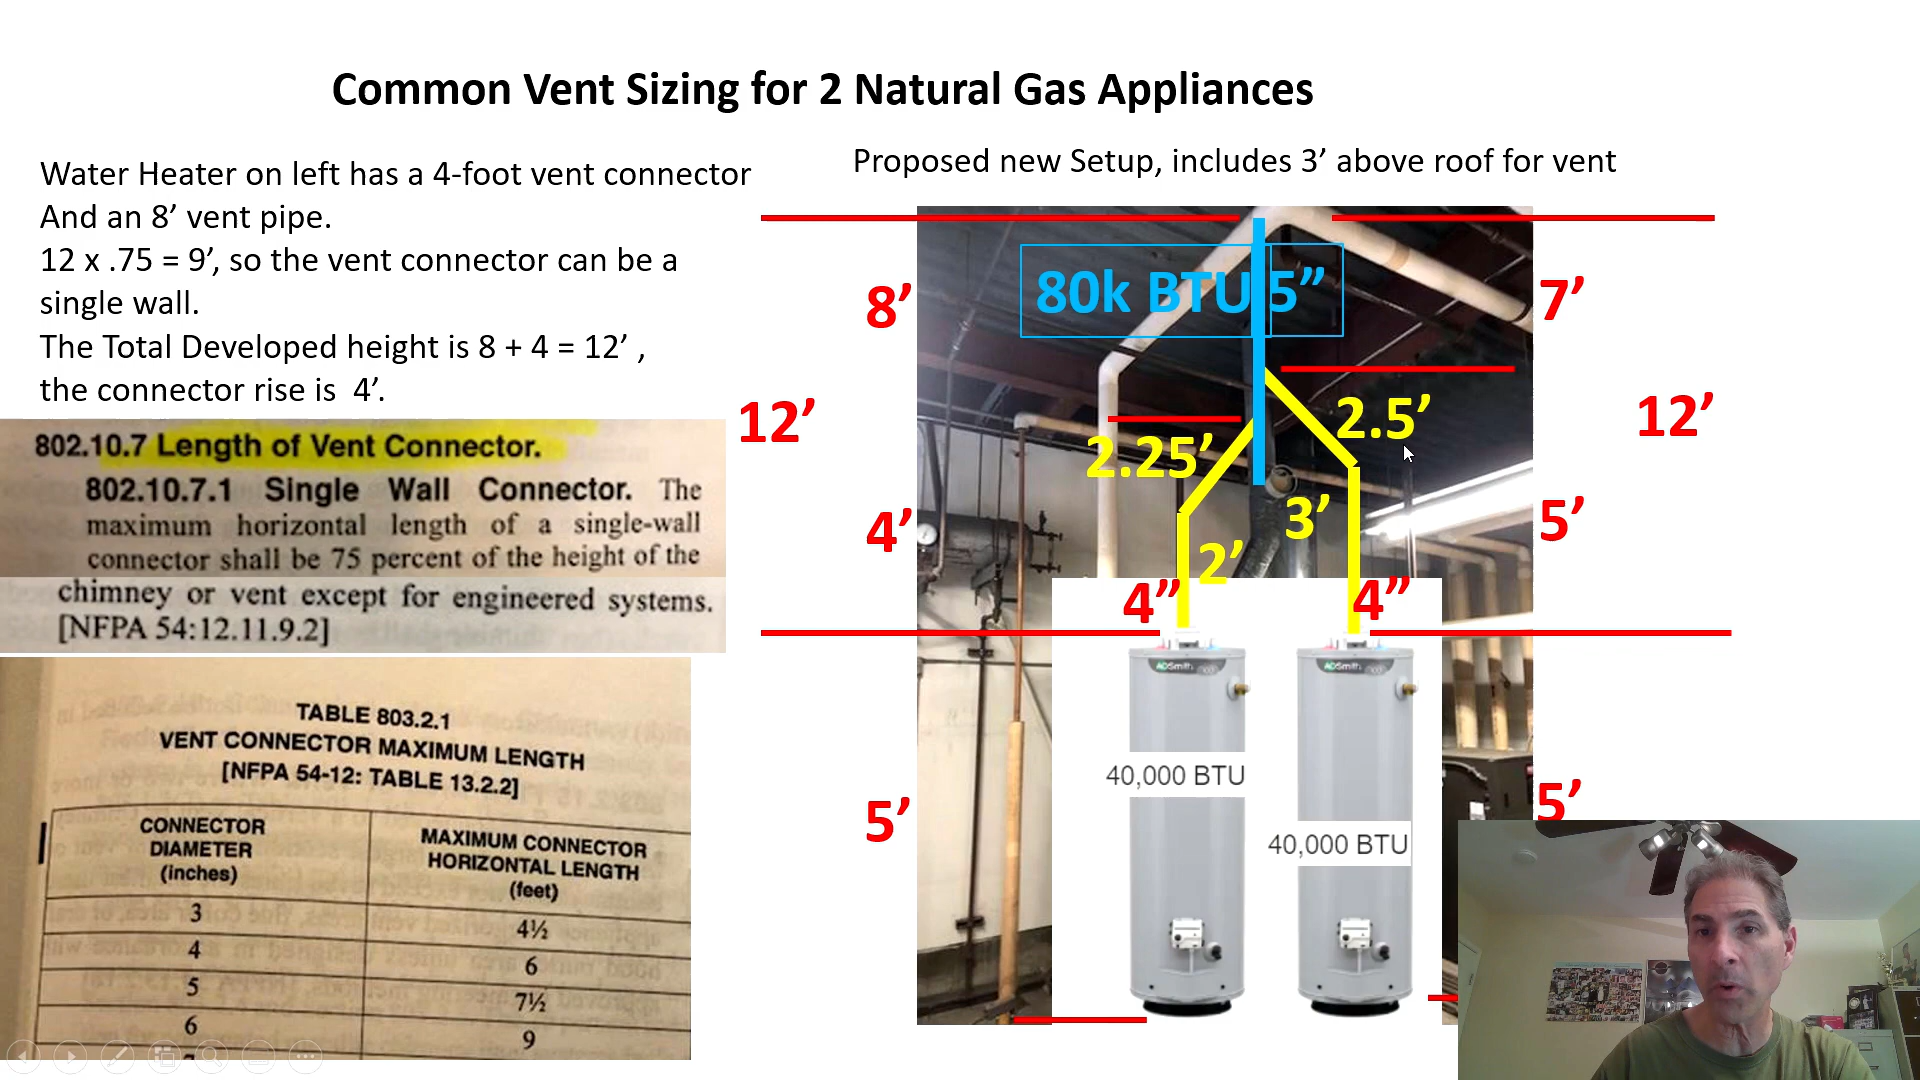 Common Vent Sizing for 2 Natural Gas Appliances
Water Heater on left has a 4-foot vent connector
And an 8’ vent pipe.
12 x .75 = 9’, so the vent connector can be a
single wall.
The Total Developed height is 8 + 4 = 12’ ,
the connector rise is 4’.
802.10.7 Length of Vent Connector.
802.10.7.1 Single Wall Connector. The
maximum horizontal length of a single-wall
connector shall be 75 percent of the height of the
chimney or vent except for engineered systems.
[NFPA 54:12.11.9.2]
TABLE 803.2.1
VENT CONNECTOR MAXIMUM LENGTH
[NFPA 54-12: TABLE 13.2.2]
CONNECTOR
DIAMETER
(inches)
MAXIMUM CONNECTOR
HORIZONTAL LENGTH
(feet)
3 4½
4 6
5 7½
6 9
Proposed new Setup, includes 3’ above roof for vent
8’
80k BTU 5”
7’
12’
2.25’
2.5’
12’
4’
2’
3’
5’
4”
4”
AOSmith
AOSmith
40,000 BTU
40,000 BTU
5’
5’